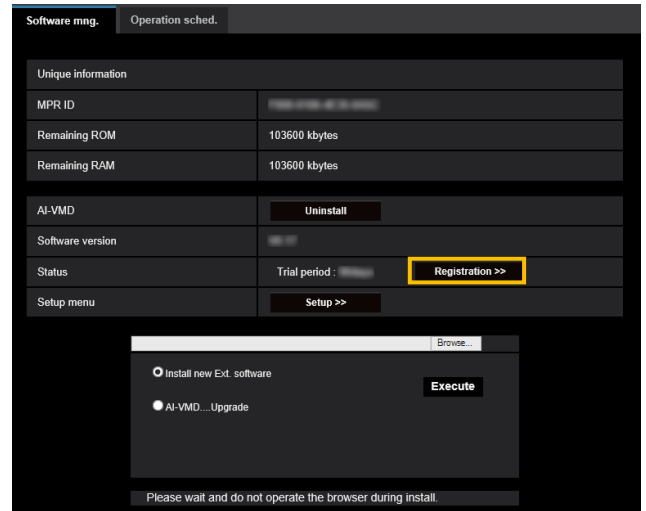 Software mng. Operation sched.
Unique information
MPR ID
Remaining ROM 103600 kbytes
Remaining RAM 103600 kbytes
AI-VMD Uninstall
Software version
Status Trial period : Registration >>
Setup menu Setup >>
Browse...
Install new Ext. software
Execute
AI-VMD....Upgrade
Please wait and do not operate the browser during install.